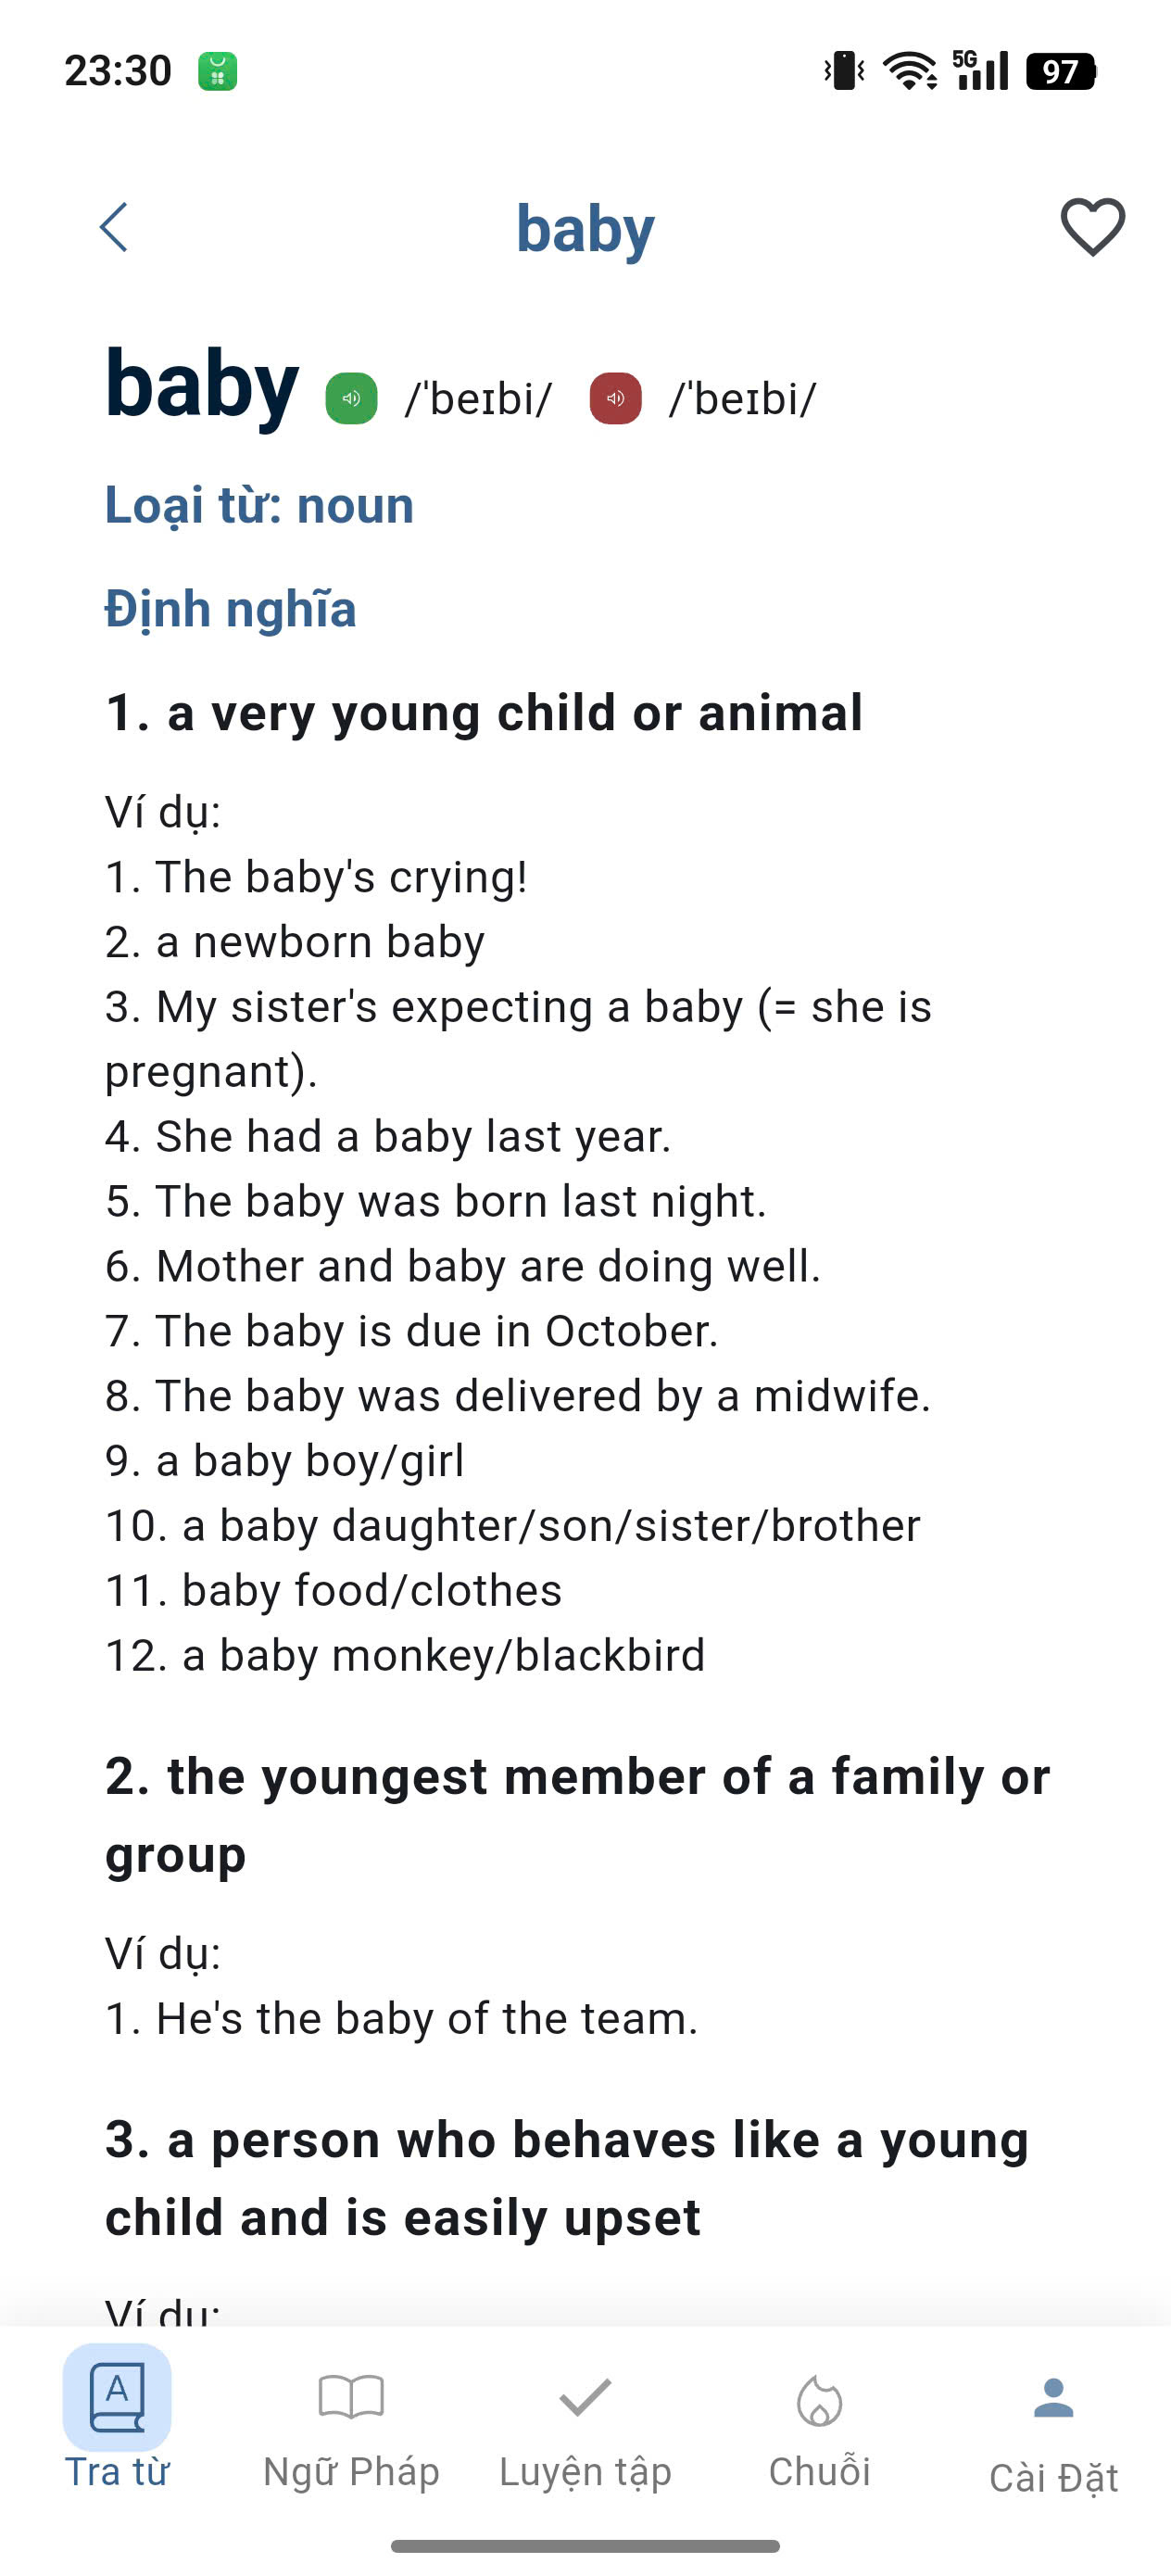 23:30
5G
97
baby
baby /ˈbeɪbi/ /ˈbeɪbi/
Loại từ: noun
Định nghĩa
1. a very young child or animal
Ví dụ:
1. The baby's crying!
2. a newborn baby
3. My sister's expecting a baby (= she is
pregnant).
4. She had a baby last year.
5. The baby was born last night.
6. Mother and baby are doing well.
7. The baby is due in October.
8. The baby was delivered by a midwife.
9. a baby boy/girl
10. a baby daughter/son/sister/brother
11. baby food/clothes
12. a baby monkey/blackbird
2. the youngest member of a family or
group
Ví dụ:
1. He's the baby of the team.
3. a person who behaves like a young
child and is easily upset
Ví dụ:
A
Tra từ
Ngữ Pháp
Luyện tập
Chuỗi
Cài Đặt